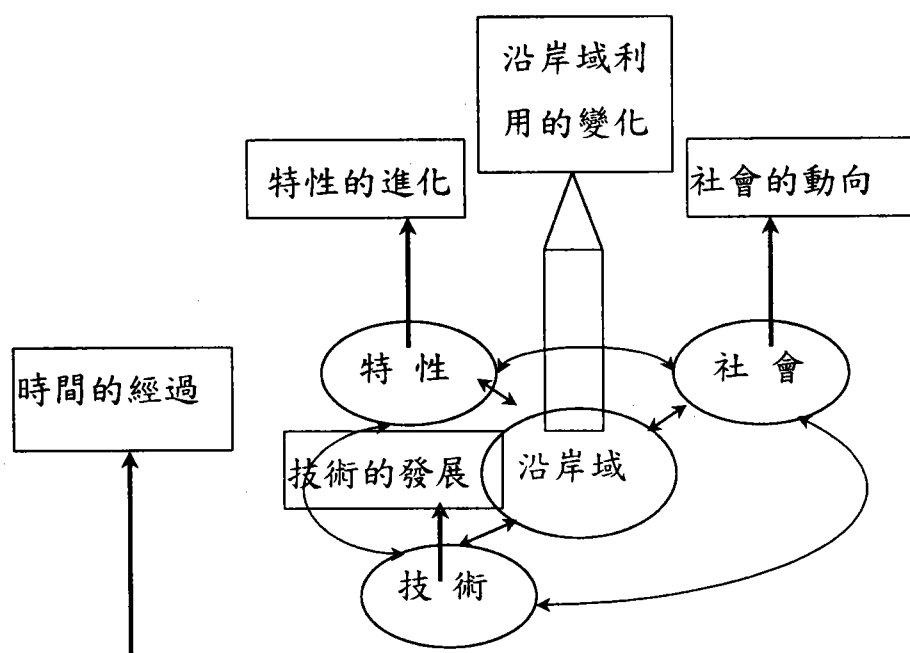 沿岸域利
用的變化
特性的進化
社會的動向
特性
社會
時間的經過
技術的發展
沿岸域
技術